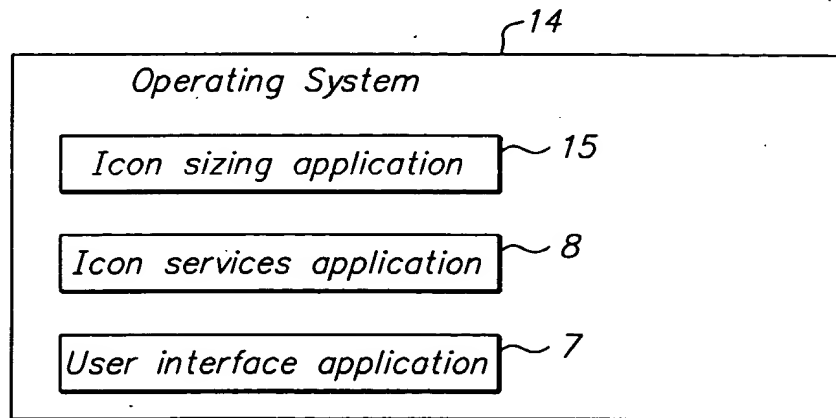 14
Operating System
Icon sizing application 15
Icon services application 8
User interface application 7